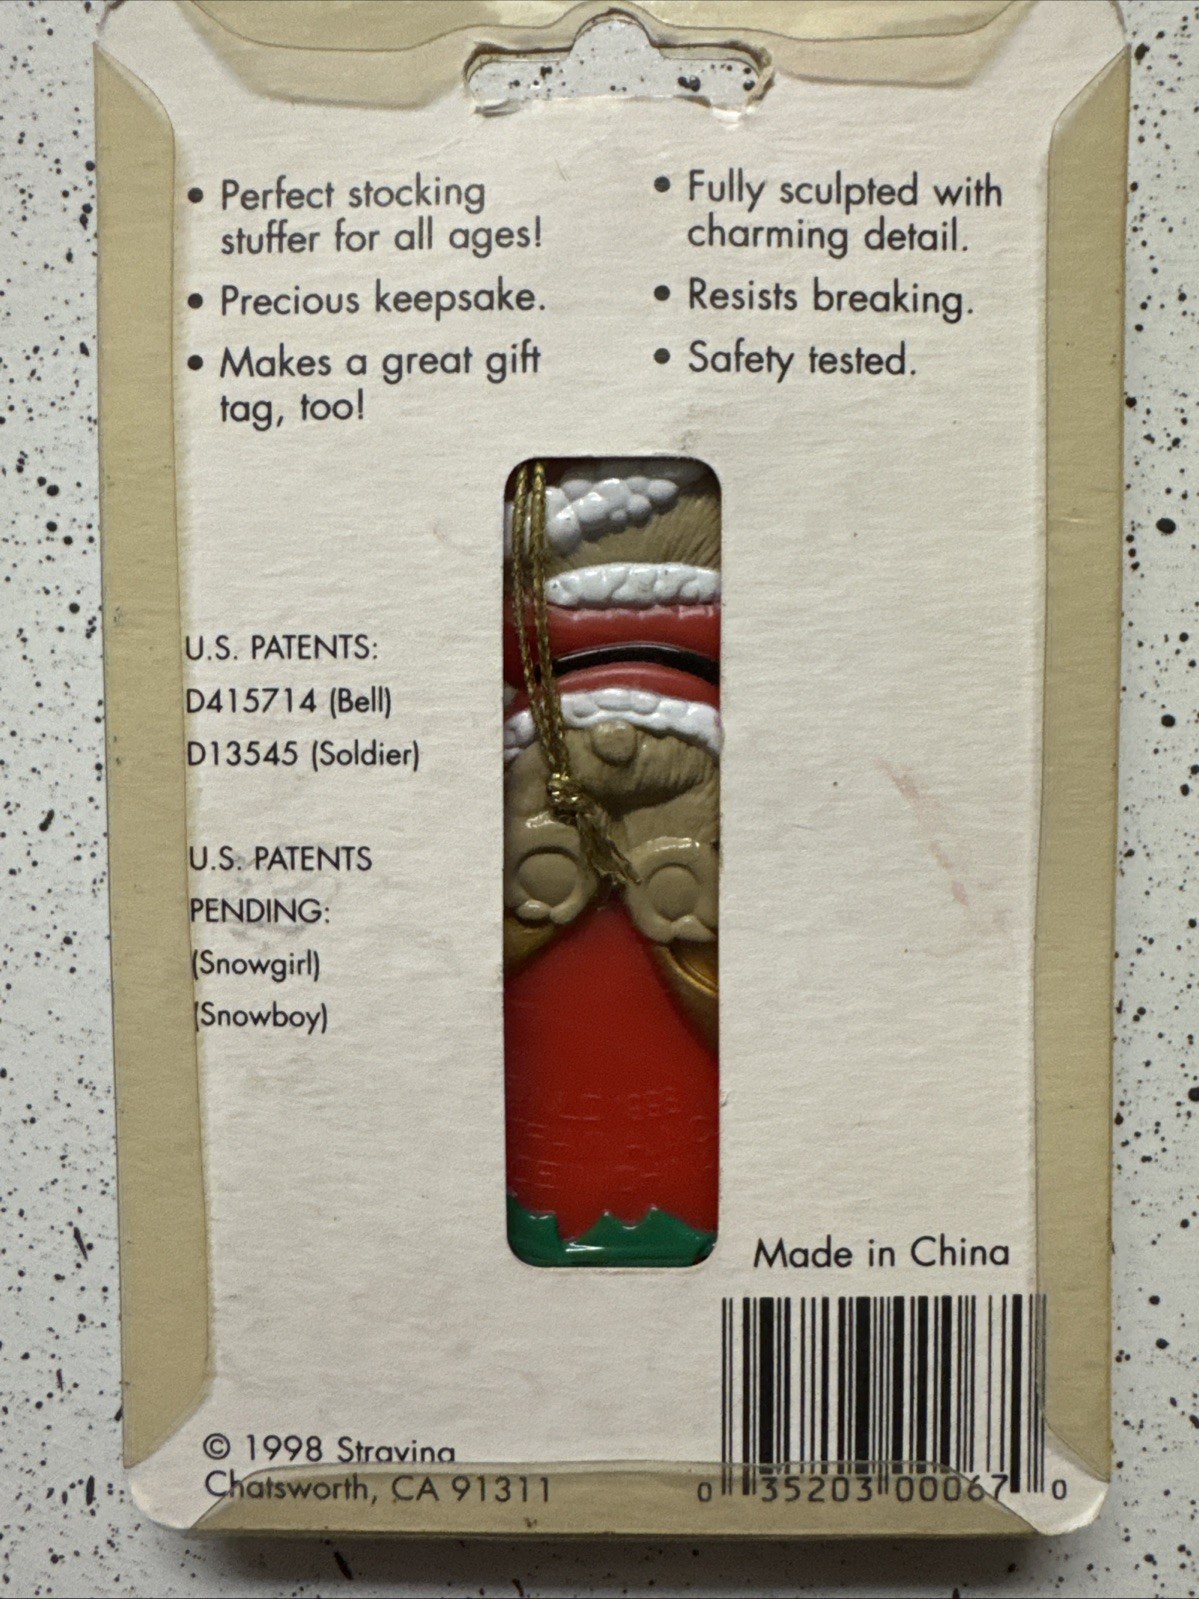 • Perfect stocking
stuffer for all ages!
• Precious keepsake.
• Makes a great gift
tag, too!
• Fully sculpted with
charming detail.
• Resists breaking.
• Safety tested.
U.S. PATENTS:
D415714 (Bell)
D13545 (Soldier)
U.S. PATENTS
PENDING:
(Snowgirl)
(Snowboy)
Made in China
© 1998 Stravina
Chatsworth, CA 91311
0 35203 00067 0